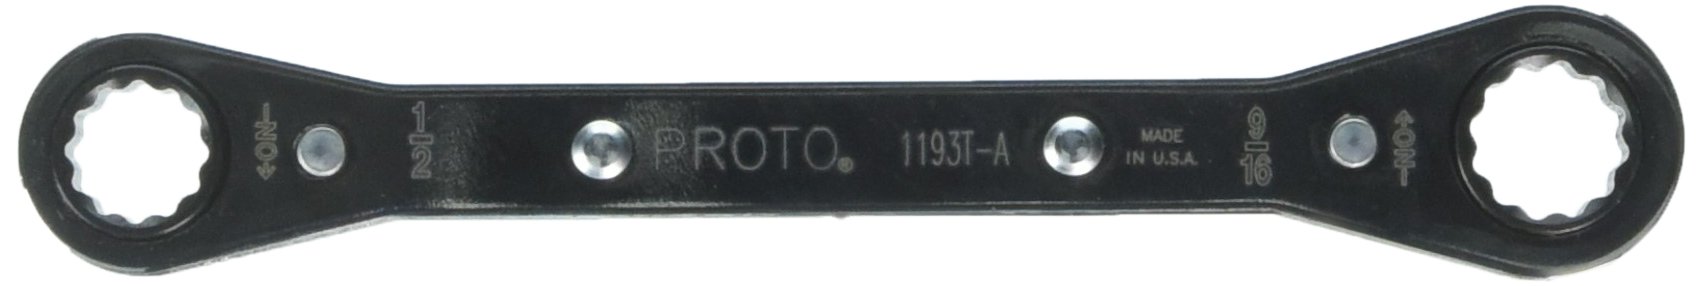 ON
1/2
PROTO®
1193T-A
MADE
IN U.S.A.
9/16
ON